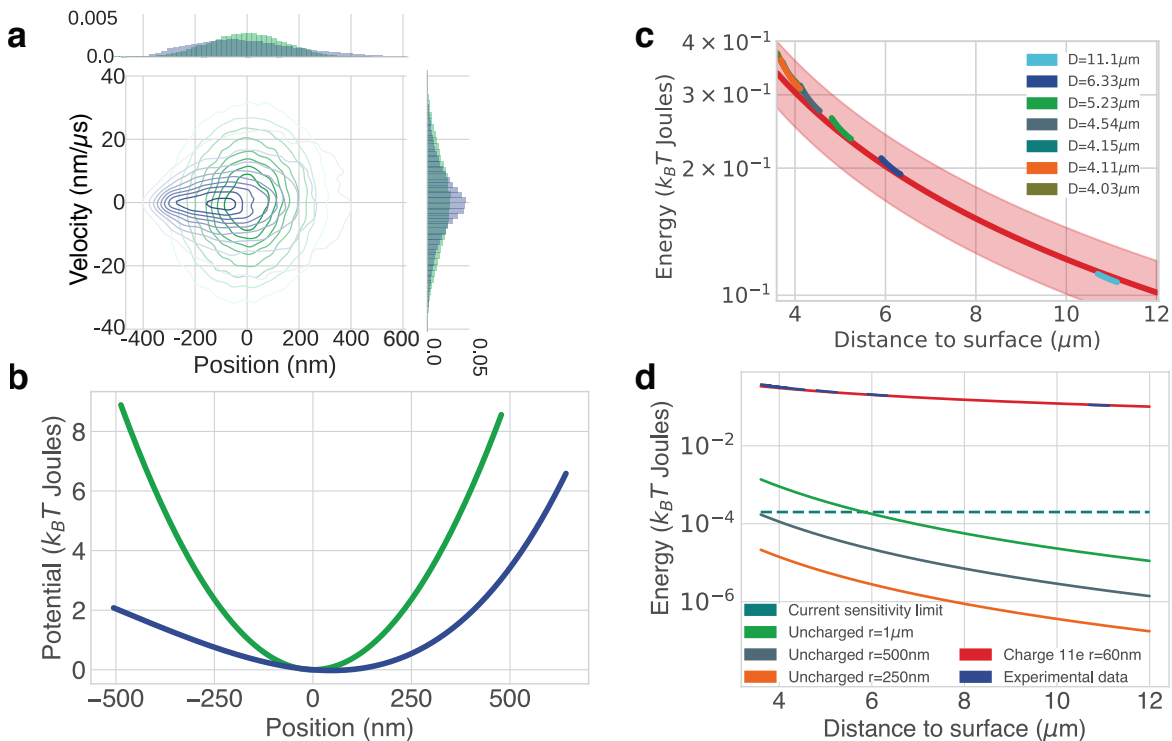 a
0.005
0.0
40
20
0
-20
-40
Velocity (nm/µs)
-400 -200 0 200 400 600
Position (nm)
0.0
0.05
b
8
6
4
2
0
Potential (k_BT Joules)
−500 −250 0 250 500
Position (nm)
c
4 × 10⁻¹
3 × 10⁻¹
2 × 10⁻¹
10⁻¹
Energy (k_BT Joules)
D=11.1µm
D=6.33µm
D=5.23µm
D=4.54µm
D=4.15µm
D=4.11µm
D=4.03µm
4 6 8 10 12
Distance to surface (µm)
d
10⁻²
10⁻⁴
10⁻⁶
Energy (k_BT Joules)
Current sensitivity limit
Uncharged r=1µm
Uncharged r=500nm
Uncharged r=250nm
Charge 11e r=60nm
Experimental data
4 6 8 10 12
Distance to surface (µm)